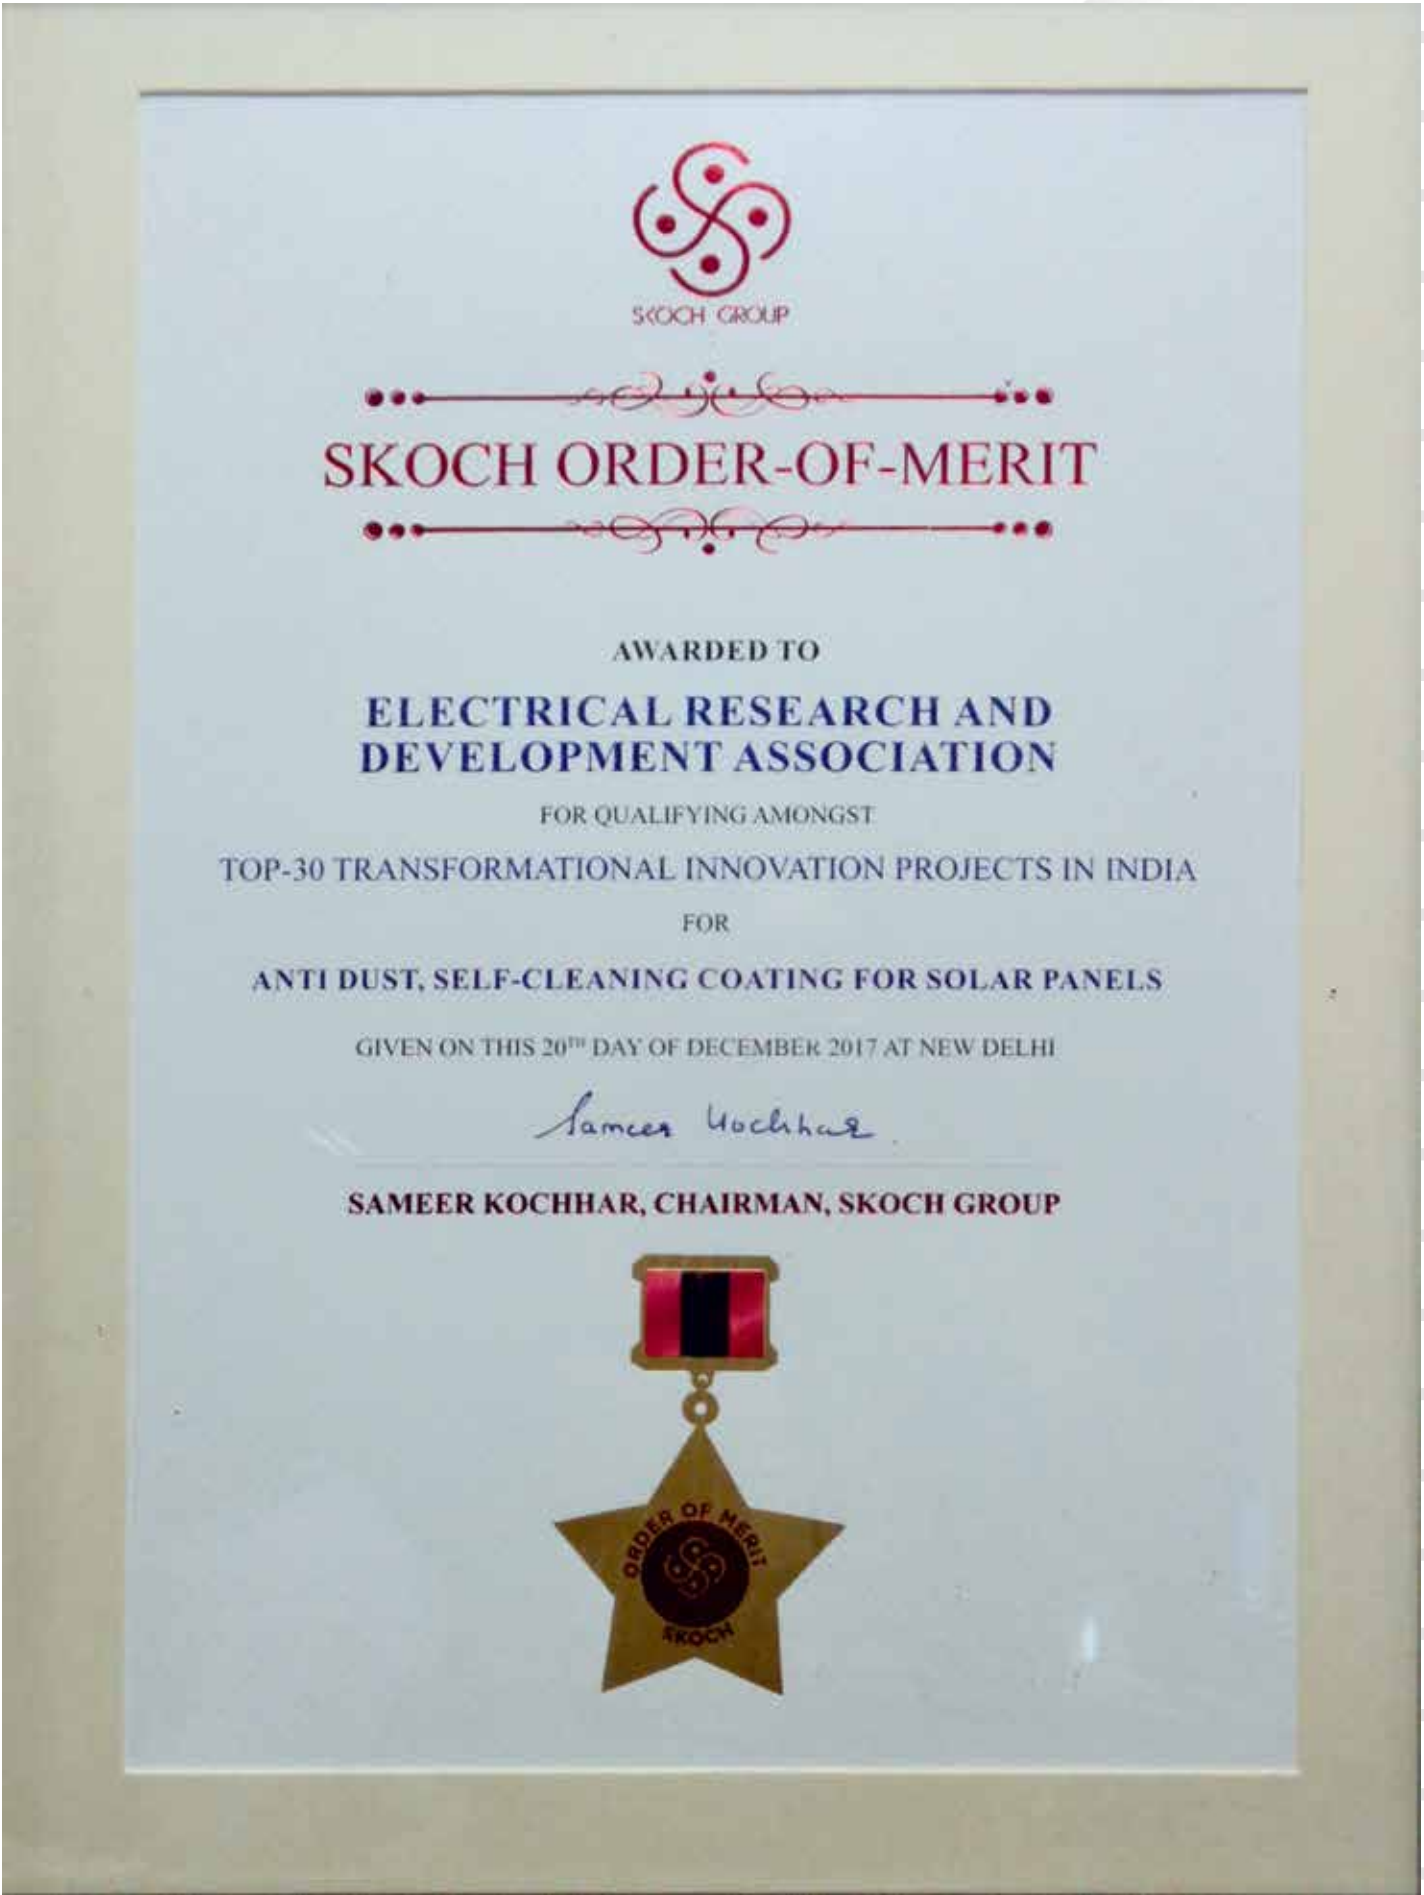 SKOCH GROUP
SKOCH ORDER-OF-MERIT
AWARDED TO
ELECTRICAL RESEARCH AND
DEVELOPMENT ASSOCIATION
FOR QUALIFYING AMONGST
TOP-30 TRANSFORMATIONAL INNOVATION PROJECTS IN INDIA
FOR
ANTI DUST, SELF-CLEANING COATING FOR SOLAR PANELS
GIVEN ON THIS 20TH DAY OF DECEMBER 2017 AT NEW DELHI
Sameer Kochhar
SAMEER KOCHHAR, CHAIRMAN, SKOCH GROUP
ORDER OF MERIT
SKOCH